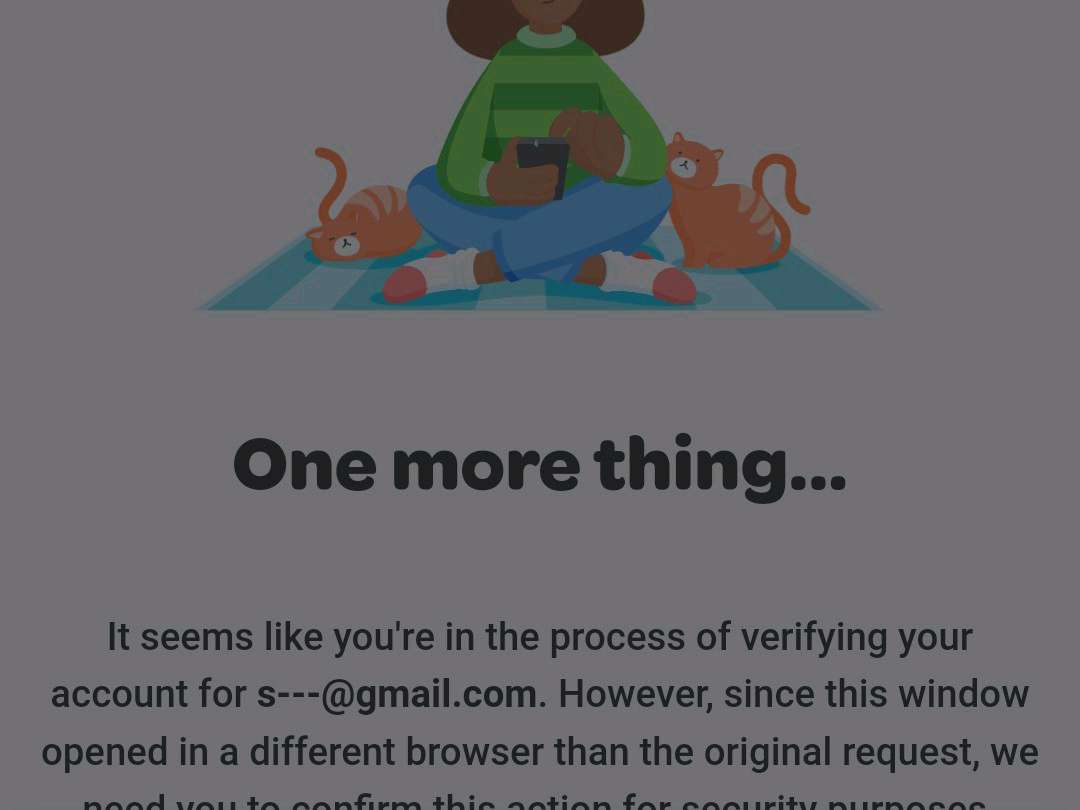 One more thing...
It seems like you're in the process of verifying your
account for s---@gmail.com. However, since this window
opened in a different browser than the original request, we
need you to confirm this action for security purposes.